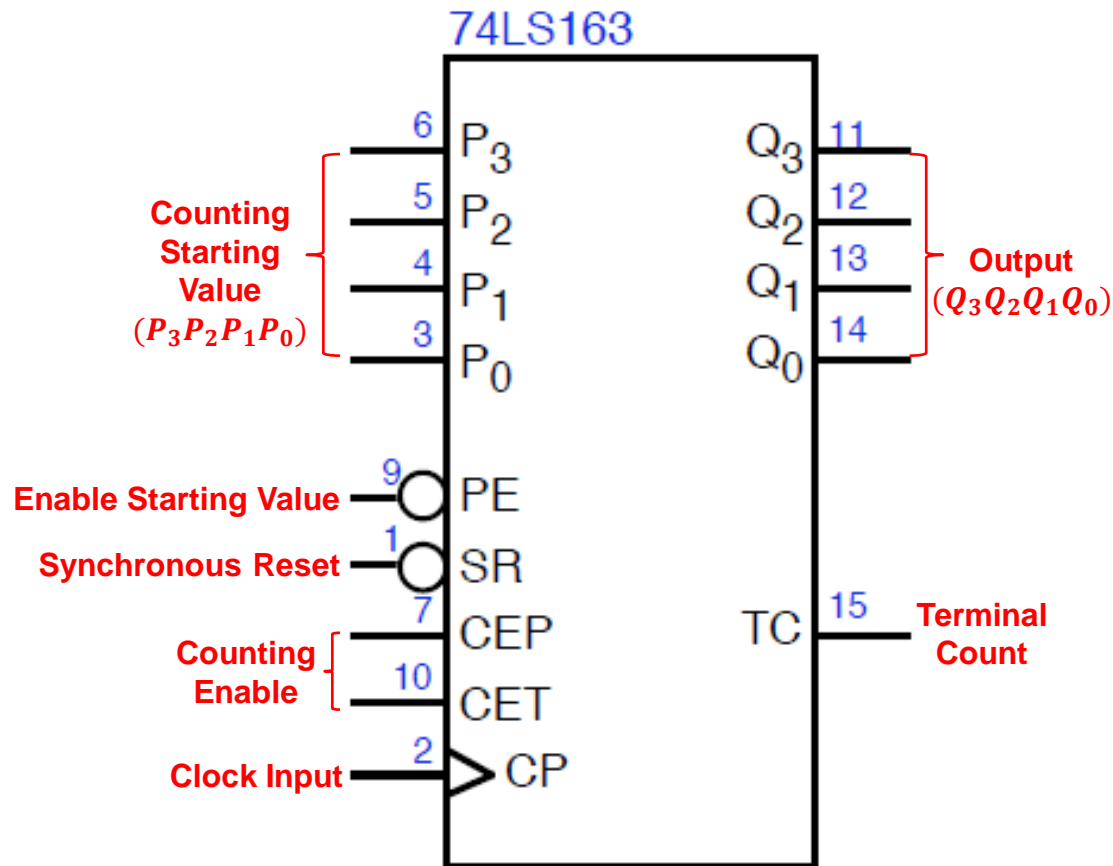 74LS163
6
P3
Q3
11
5
P2
Q2
12
4
P1
Q1
13
3
P0
Q0
14
Counting
Starting
Value
(P3P2P1P0)
Output
(Q3Q2Q1Q0)
Enable Starting Value
9
PE
Synchronous Reset
1
SR
7
CEP
Counting
Enable
10
CET
TC
15
Terminal
Count
Clock Input
2
CP